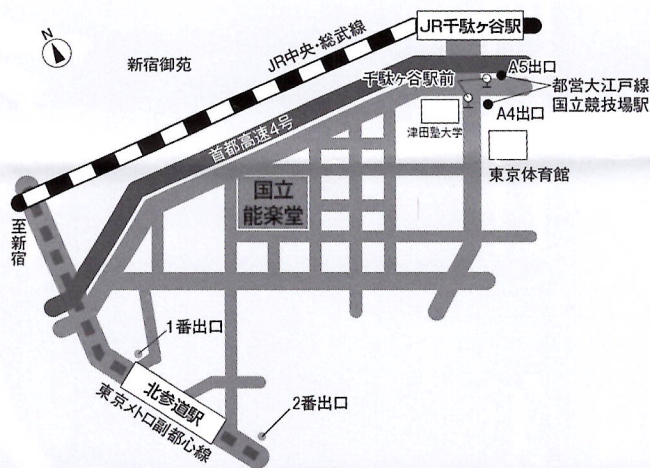 N
新宿御苑
JR中央・総武線
JR千駄ヶ谷駅
千駄ヶ谷駅前
A5出口
都営大江戸線
国立競技場駅
A4出口
津田塾大学
東京体育館
首都高速4号
国立
能楽堂
至新宿
1番出口
北参道駅
東京メトロ副都心線
2番出口